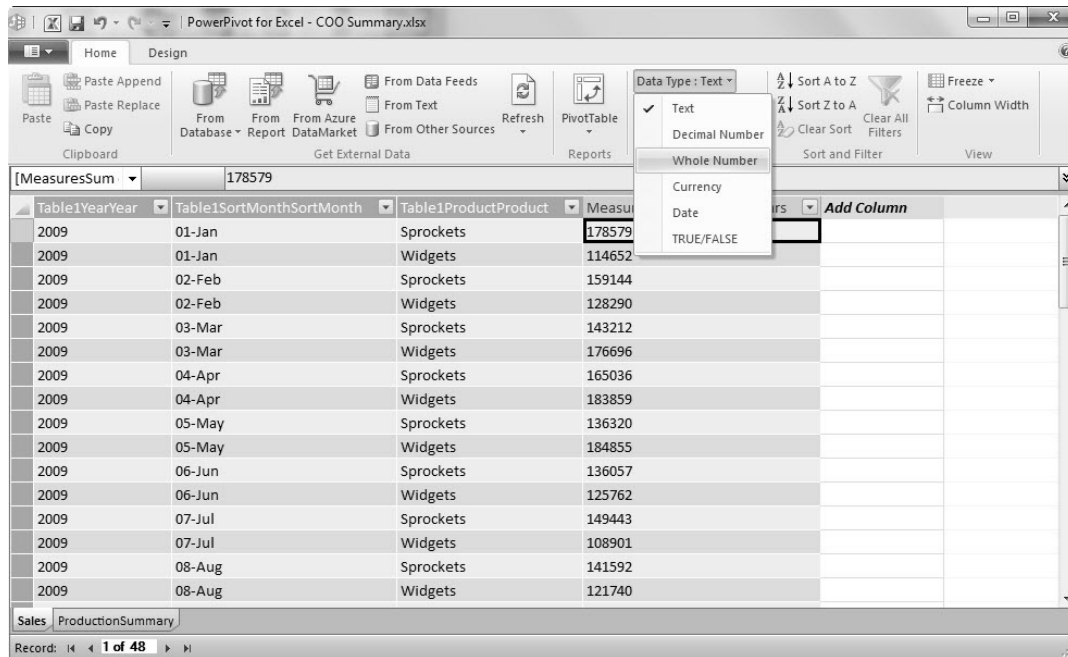 PowerPivot for Excel - COO Summary.xlsx
Home Design
Paste
Paste Append
Paste Replace
Copy
Clipboard
From Database
From Report
From Azure DataMarket
From Data Feeds
From Text
From Other Sources
Refresh
Get External Data
PivotTable
Reports
Data Type : Text
Text
Decimal Number
Whole Number
Currency
Date
TRUE/FALSE
Sort A to Z
Sort Z to A
Clear Sort
Clear All Filters
Sort and Filter
Freeze
Column Width
View
[MeasuresSum 178579
Table1YearYear Table1SortMonthSortMonth Table1ProductProduct Add Column
2009 01-Jan Sprockets 178579
2009 01-Jan Widgets 114652
2009 02-Feb Sprockets 159144
2009 02-Feb Widgets 128290
2009 03-Mar Sprockets 143212
2009 03-Mar Widgets 176696
2009 04-Apr Sprockets 165036
2009 04-Apr Widgets 183859
2009 05-May Sprockets 136320
2009 05-May Widgets 184855
2009 06-Jun Sprockets 136057
2009 06-Jun Widgets 125762
2009 07-Jul Sprockets 149443
2009 07-Jul Widgets 108901
2009 08-Aug Sprockets 141592
2009 08-Aug Widgets 121740
Sales ProductionSummary
Record: 1 of 48